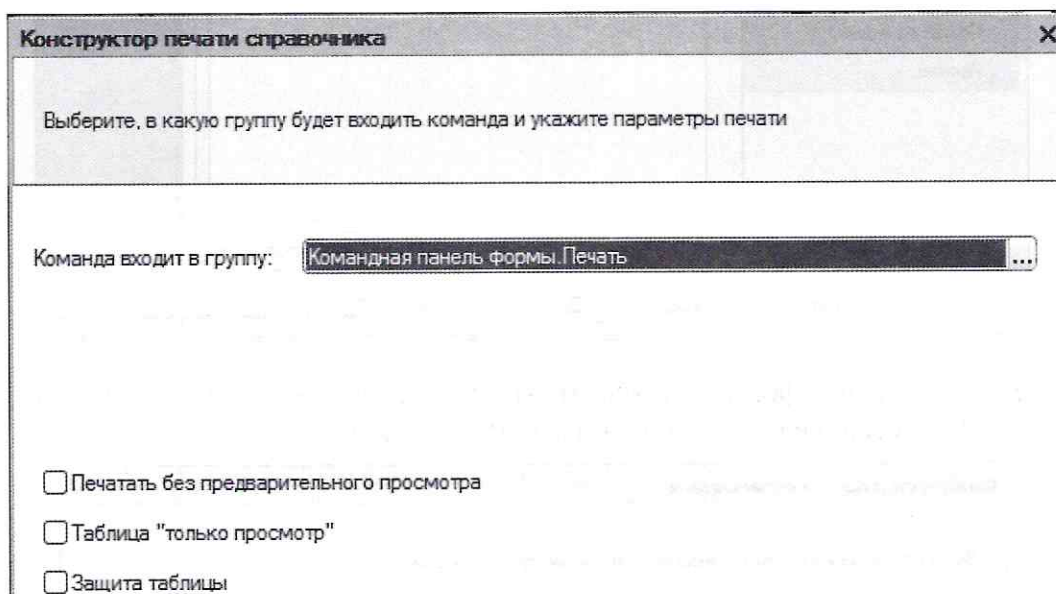 Конструктор печати справочника
Выберите, в какую группу будет входить команда и укажите параметры печати
Команда входит в группу: Командная панель формы.Печать ...
Печатать без предварительного просмотра
Таблица "только просмотр"
Защита таблицы